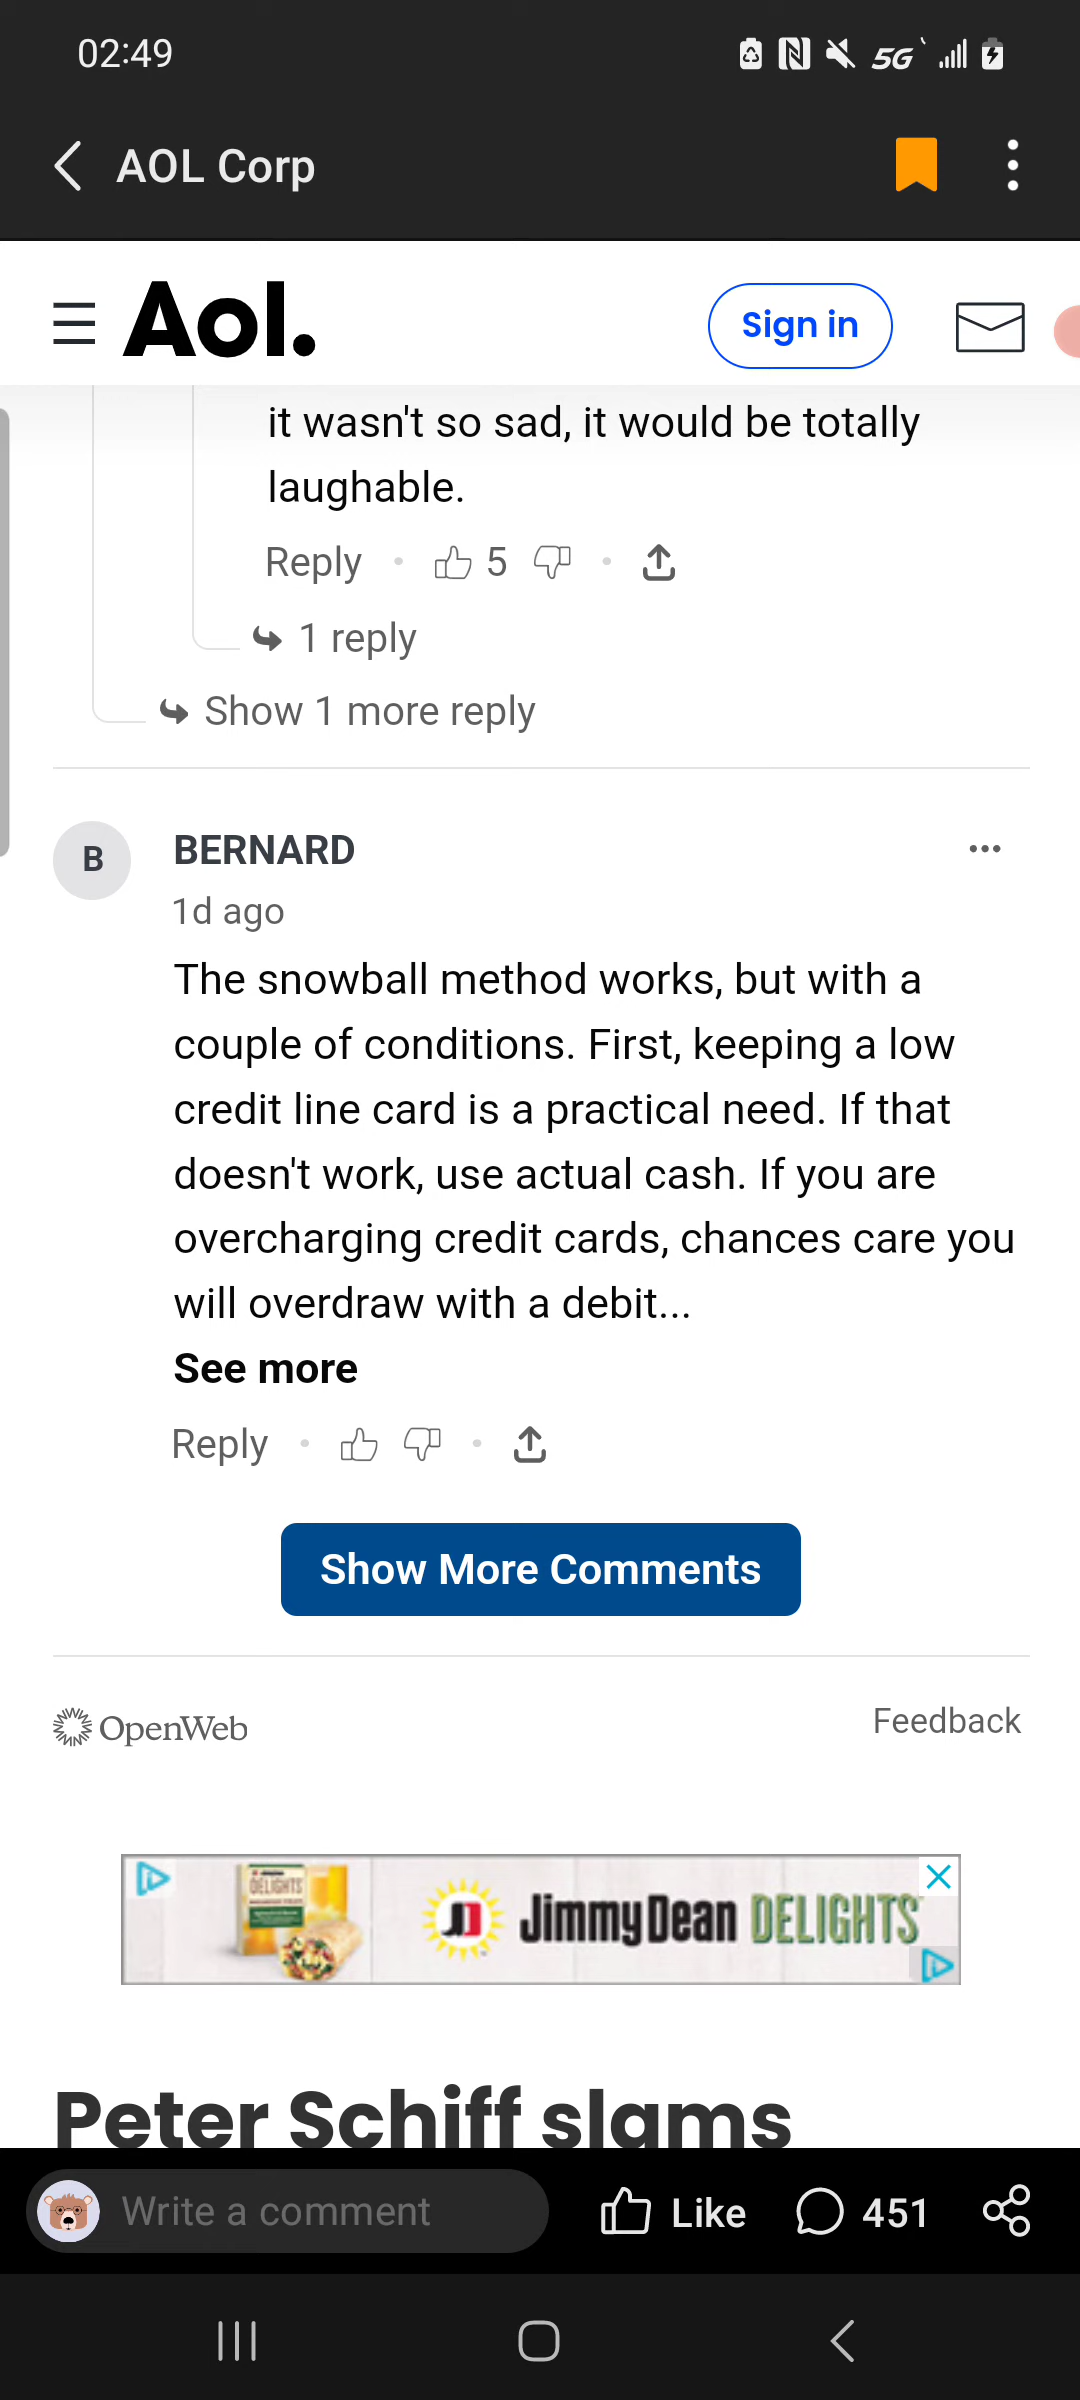 02:49
5G
AOL Corp
Aol.
Sign in
it wasn't so sad, it would be totally
laughable.
Reply
5
1 reply
Show 1 more reply
B
BERNARD
1d ago
The snowball method works, but with a
couple of conditions. First, keeping a low
credit line card is a practical need. If that
doesn't work, use actual cash. If you are
overcharging credit cards, chances care you
will overdraw with a debit...
See more
Reply
Show More Comments
OpenWeb
Feedback
DELIGHTS
JD
Jimmy Dean DELIGHTS
Peter Schiff slams
Write a comment
Like
451